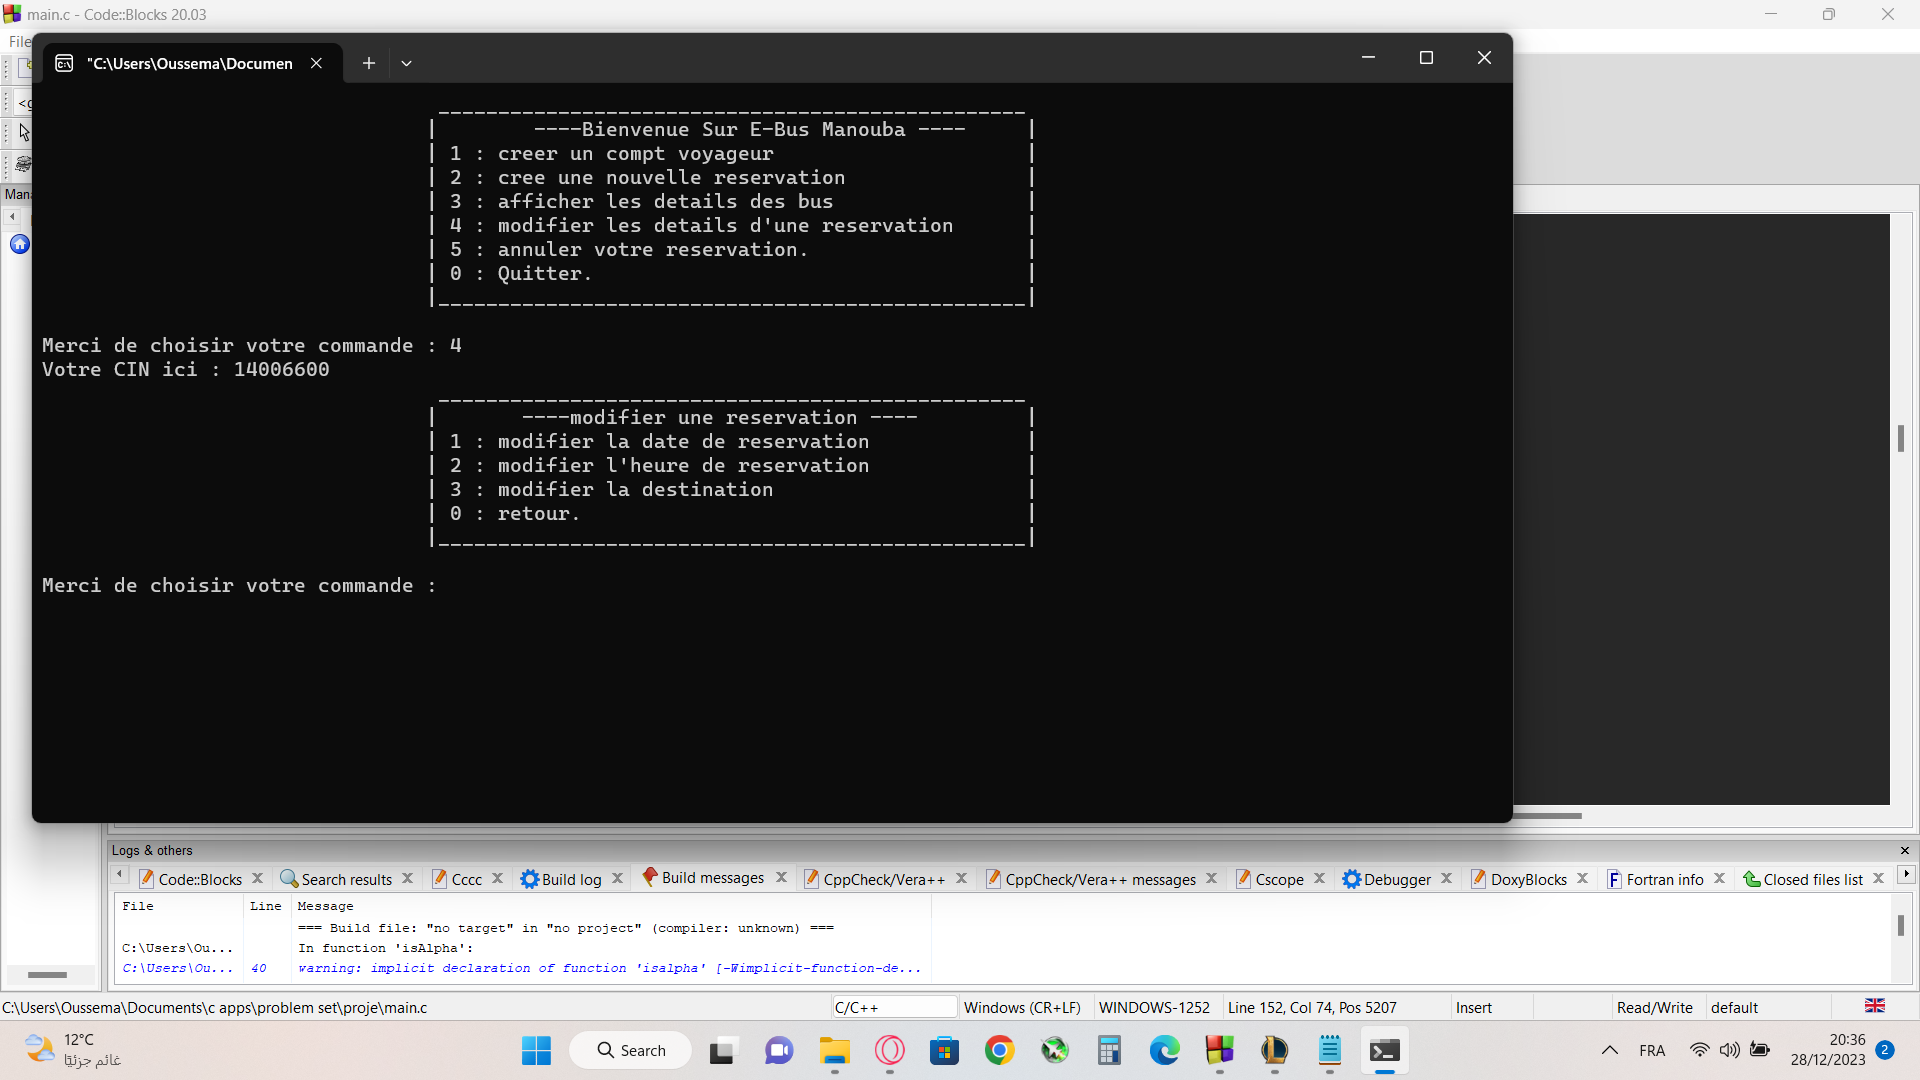 main.c - Code::Blocks 20.03
File
"C:\Users\Oussema\Documen
----Bienvenue Sur E-Bus Manouba ----
1 : creer un compt voyageur
2 : cree une nouvelle reservation
3 : afficher les details des bus
4 : modifier les details d'une reservation
5 : annuler votre reservation.
0 : Quitter.
Merci de choisir votre commande : 4
Votre CIN ici : 14006600
----modifier une reservation ----
1 : modifier la date de reservation
2 : modifier l'heure de reservation
3 : modifier la destination
0 : retour.
Merci de choisir votre commande :
Logs & others
Code::Blocks
Search results
Cccc
Build log
Build messages
CppCheck/Vera++
CppCheck/Vera++ messages
Cscope
Debugger
DoxyBlocks
Fortran info
Closed files list
File Line Message
=== Build file: "no target" in "no project" (compiler: unknown) ===
C:\Users\Ou... In function 'isAlpha':
C:\Users\Ou... 40 warning: implicit declaration of function 'isalpha' [-Wimplicit-function-de...
C:\Users\Oussema\Documents\c apps\problem set\proje\main.c
C/C++
Windows (CR+LF)
WINDOWS-1252
Line 152, Col 74, Pos 5207
Insert
Read/Write
default
12°C
غائم جزئيًا
Search
FRA
20:36
28/12/2023
2